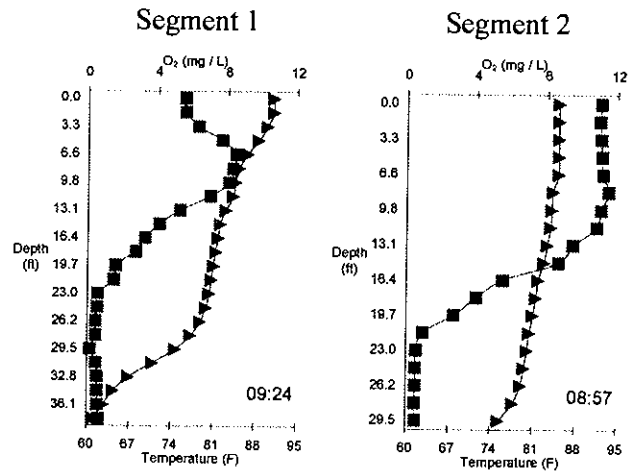 Segment 1
O₂ (mg / L)
0 4 8 12
0.0
3.3
6.6
9.8
13.1
16.4
Depth
(ft)
19.7
23.0
26.2
29.5
32.8
36.1
09:24
60 67 74 81 88 95
Temperature (F)
Segment 2
O₂ (mg / L)
0 4 8 12
0.0
3.3
6.6
9.8
13.1
Depth
(ft)
16.4
19.7
23.0
26.2
29.5
08:57
60 67 74 81 88 95
Temperature (F)